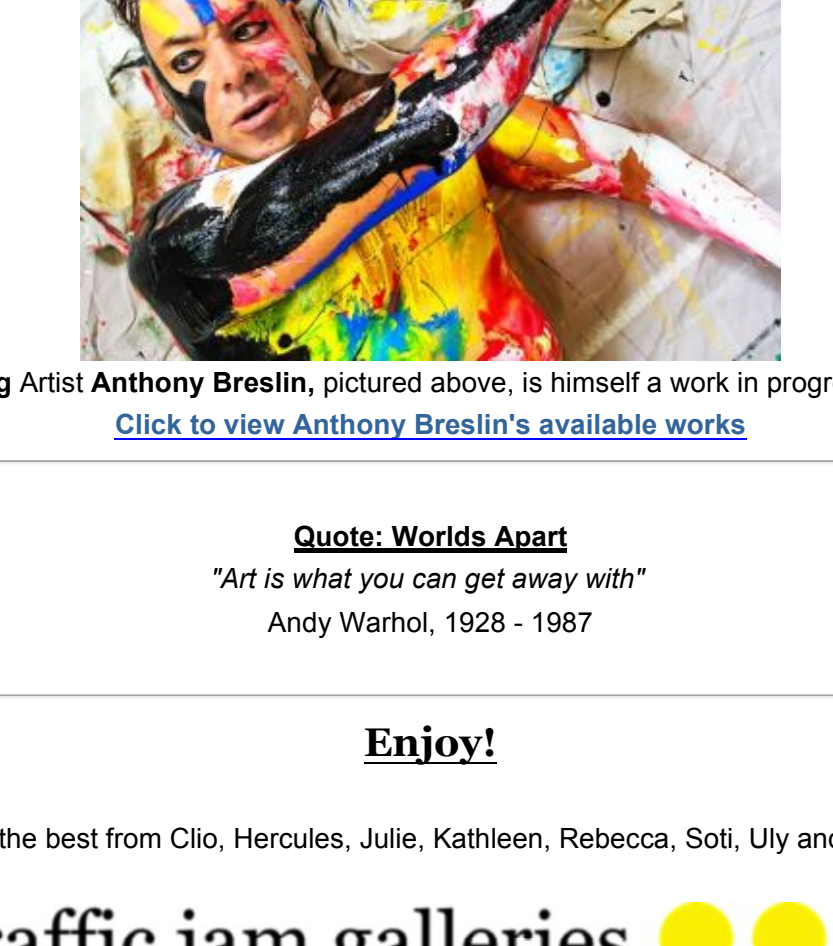 Artist Anthony Breslin, pictured above, is himself a work in
Click to view Anthony Breslin's available works
Quote: Worlds Apart
"Art is what you can get away with"
Andy Warhol, 1928 - 1987
Enjoy!
the best from Clio, Hercules, Julie, Kathleen, Rebecca, Soti, Uly
jam galleries